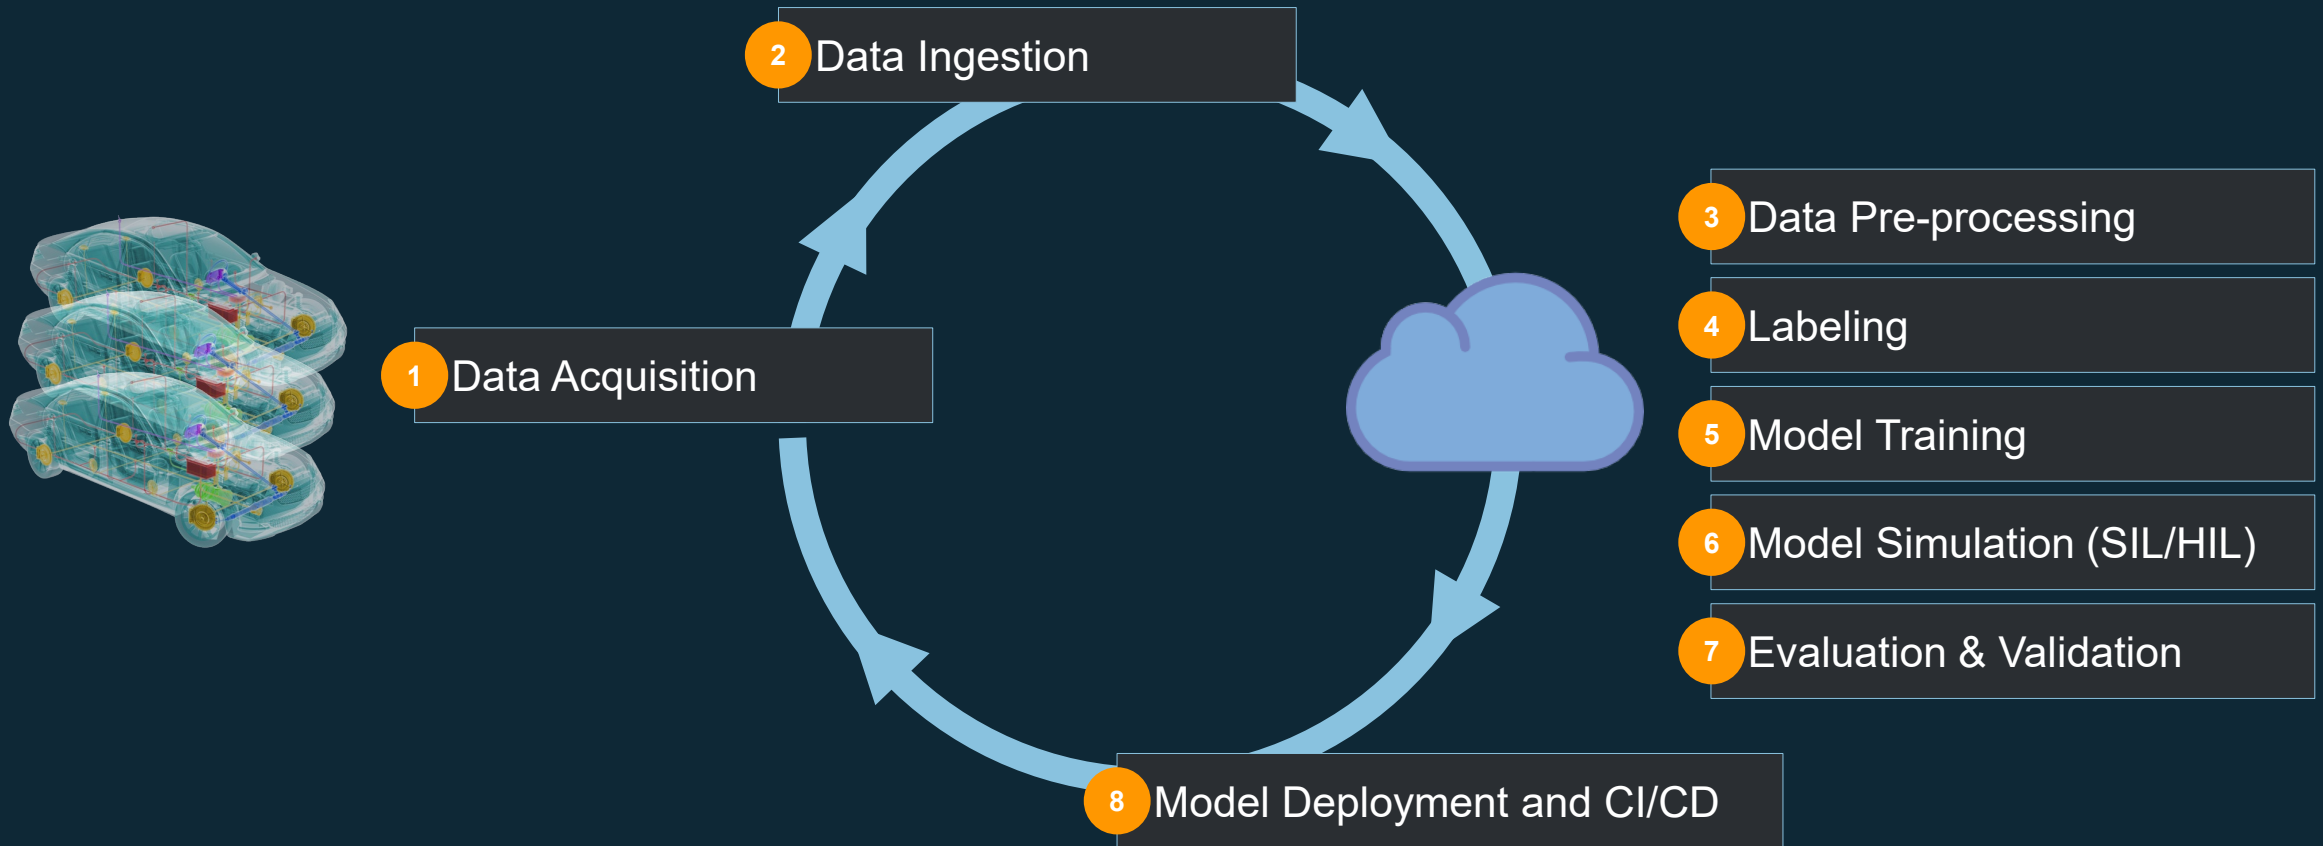 1 Data Acquisition
2 Data Ingestion
3 Data Pre-processing
4 Labeling
5 Model Training
6 Model Simulation (SIL/HIL)
7 Evaluation & Validation
8 Model Deployment and CI/CD